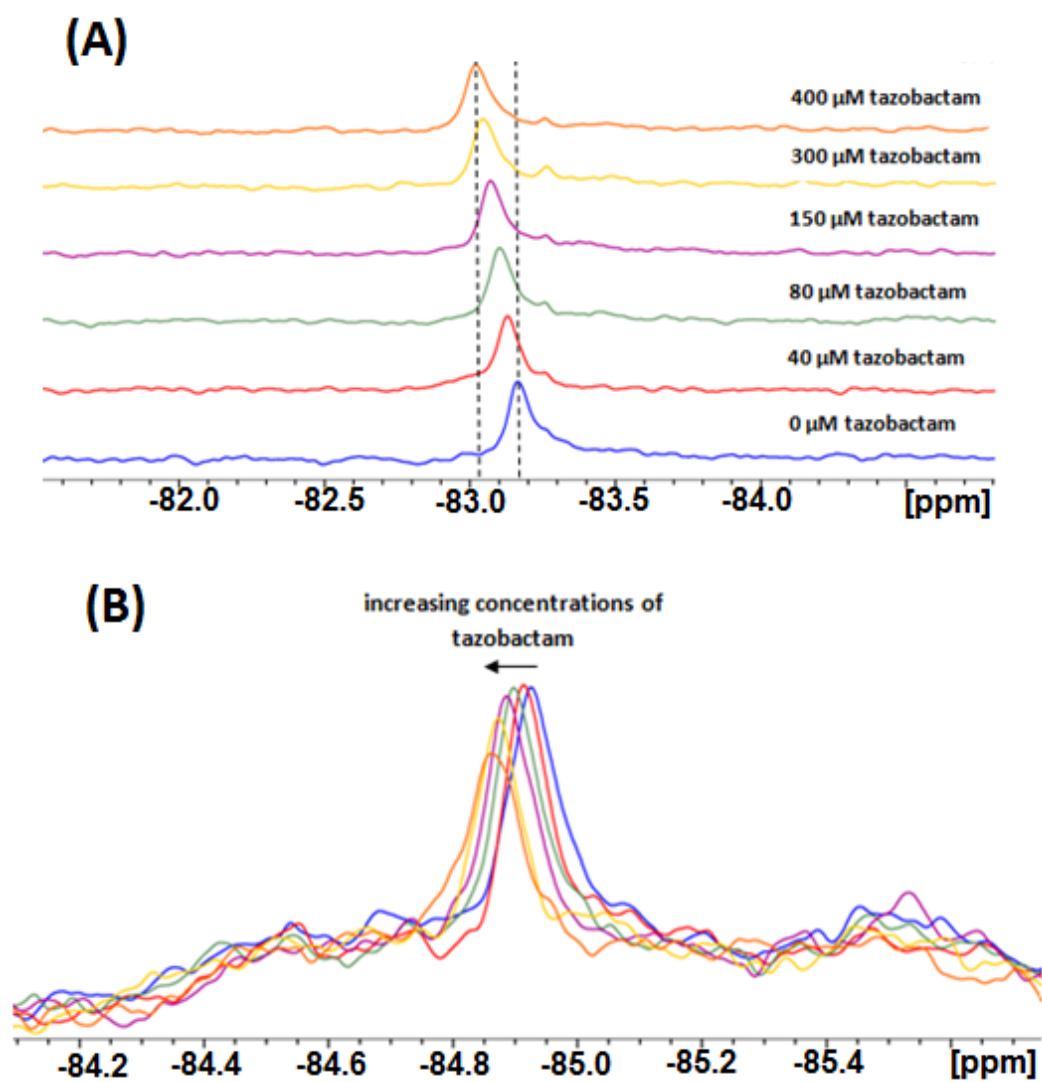 (A)
400 µM tazobactam
300 µM tazobactam
150 µM tazobactam
80 µM tazobactam
40 µM tazobactam
0 µM tazobactam
-82.0 -82.5 -83.0 -83.5 -84.0 [ppm]
(B)
increasing concentrations of
tazobactam
-84.2 -84.4 -84.6 -84.8 -85.0 -85.2 -85.4 [ppm]